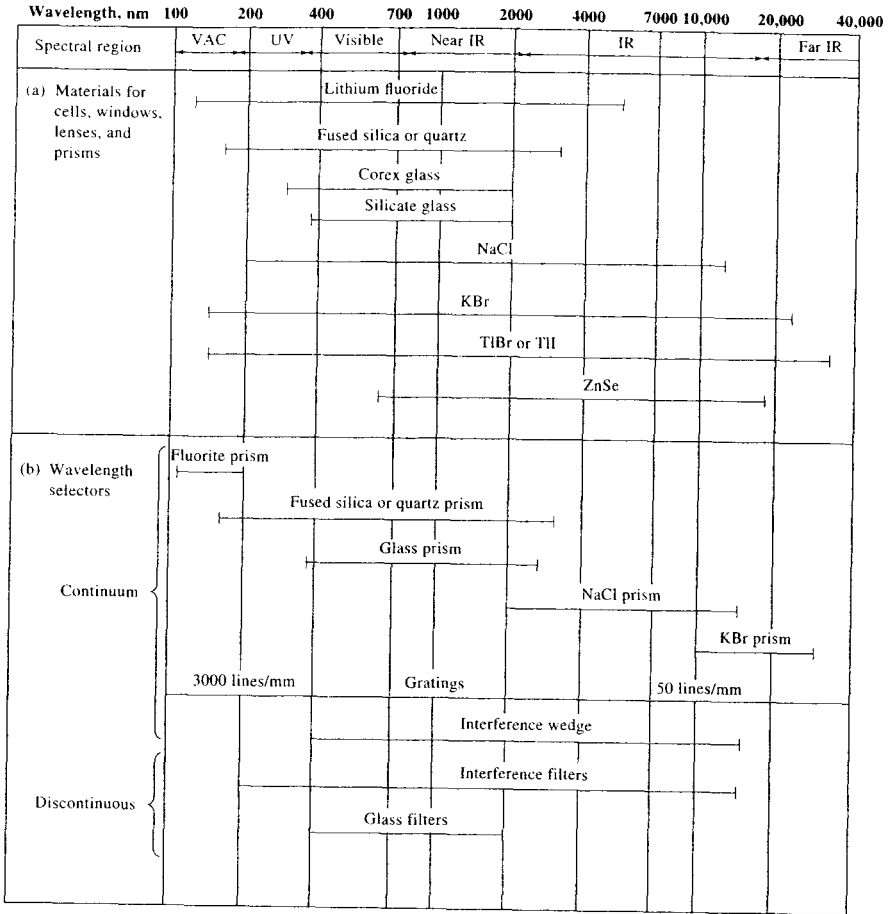 Wavelength, nm 100 200 400 700 1000 2000 4000 7000 10,000 20,000 40,000
Spectral region VAC UV Visible Near IR IR Far IR
(a) Materials for
cells, windows,
lenses, and
prisms
Lithium fluoride
Fused silica or quartz
Corex glass
Silicate glass
NaCl
KBr
TlBr or TlI
ZnSe
(b) Wavelength
selectors
Fluorite prism
Fused silica or quartz prism
Glass prism
Continuum
NaCl prism
KBr prism
3000 lines/mm Gratings 50 lines/mm
Interference wedge
Interference filters
Discontinuous
Glass filters